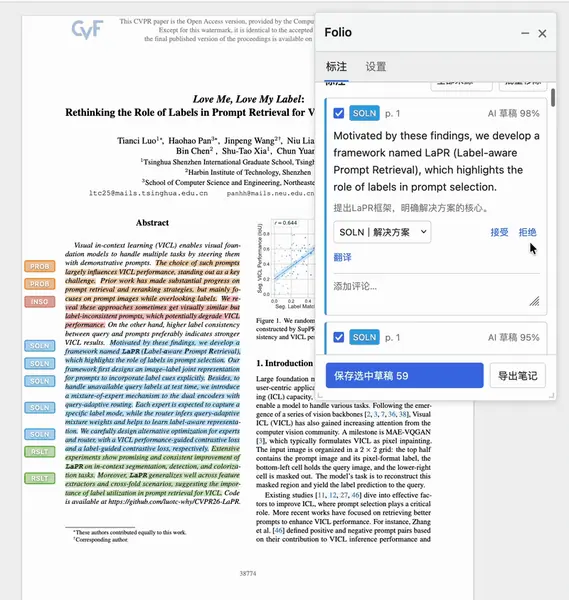 CVF
This CVPR paper is the Open Access version, provided by the Compu
Except for this watermark, it is identical to the accepted
the final published version of the proceedings is available on
Love Me, Love My Label:
Rethinking the Role of Labels in Prompt Retrieval for V
Tianci Luo¹*, Haohao Pan³*, Jinpeng Wang²†, Niu Lia
Bin Chen², Shu-Tao Xia¹, Chun Yuan
¹Tsinghua Shenzhen International Graduate School, Tsingh
²Harbin Institute of Technology, Shenzhen
³School of Computer Science and Engineering, Northeaste
ltc25@mails.tsinghua.edu.cn panhh@mails.neu.edu.cn
Abstract
Visual in-context learning (VICL) enables visual foun-
dation models to handle multiple tasks by steering them
with demonstrative prompts. The choice of such prompts
largely influences VICL performance, standing out as a key
challenge. Prior work has made substantial progress on
prompt retrieval and reranking strategies, but mainly fo-
cuses on prompt images while overlooking labels. We re-
veal these approaches sometimes get visually similar but
label-inconsistent prompts, which potentially degrade VICL
performance. On the other hand, higher label consistency
between query and prompts preferably indicates stronger
VICL results. Motivated by these findings, we develop a
framework named LaPR (Label-aware Prompt Retrieval),
which highlights the role of labels in prompt selection. Our
framework first designs an image–label joint representation
for prompts to incorporate label cues explicitly. Besides, to
handle unavailable query labels at test time, we introduce
a mixture-of-expert mechanism to the dual encoders with
query-adaptive routing. Each expert is expected to capture a
specific label mode, while the router infers query-adaptive
mixture weights and helps to learn label-aware representa-
tion. We carefully design alternative optimization for experts
and router, with a VICL performance-guided contrastive loss
and a label-guided contrastive loss, respectively. Extensive
experiments show promising and consistent improvement of
LaPR on in-context segmentation, detection, and coloriza-
tion tasks. Moreover, LaPR generalizes well across feature
extractors and cross-fold scenarios, suggesting the impor-
tance of label utilization in prompt retrieval for VICL. Code
is available at https://github.com/luotc-why/CVPR26-LaPR.
*These authors contributed equally to this work.
†Corresponding author.
PROB
PROB
INSO
SOLN
SOLN
SOLN
SOLN
SOLN
RSLT
RSLT
r = 0.644
Seg. VICL Performance (IoU)
Seg. Label Matc
Figure 1. We random
constructed by SupPR
sistency and VICL per
1. Introduction
Large foundation m
user-centric applicat
ing (ICL) capacity,
enable a model to handle various tasks. Following the emer-
gence of a series of vision backbones [2, 3, 7, 36, 38], Visual
ICL (VICL) has also gained increasing attention from the
computer vision community. A milestone is MAE-VQGAN
[3], which typically formulates VICL as pixel inpainting.
The input image is organized in a 2 × 2 grid: the top half
contains the prompt image and its pixel-formed label, the
bottom-left cell holds the query image, and the lower-right
cell is masked out. The model's task is to reconstruct this
masked region and yield the label prediction to the query.
Existing studies [11, 12, 27, 46] dive into effective fac-
tors to improve ICL, where prompt selection plays a critical
role. More recent works have focused on retrieving better
prompts to enhance VICL performance. For instance, Zhang
et al. [46] defined positive and negative prompt pairs based
on their contribution to VICL inference performance and
38774
Folio
标注 设置
SOLN p. 1 AI 草稿 98%
Motivated by these findings, we develop a
framework named LaPR (Label-aware
Prompt Retrieval), which highlights the
role of labels in prompt selection.
提出LaPR框架，明确解决方案的核心。
SOLN | 解决方案 接受 拒绝
翻译
添加评论...
SOLN p. 1 AI 草稿 95%
保存选中草稿 59 导出笔记